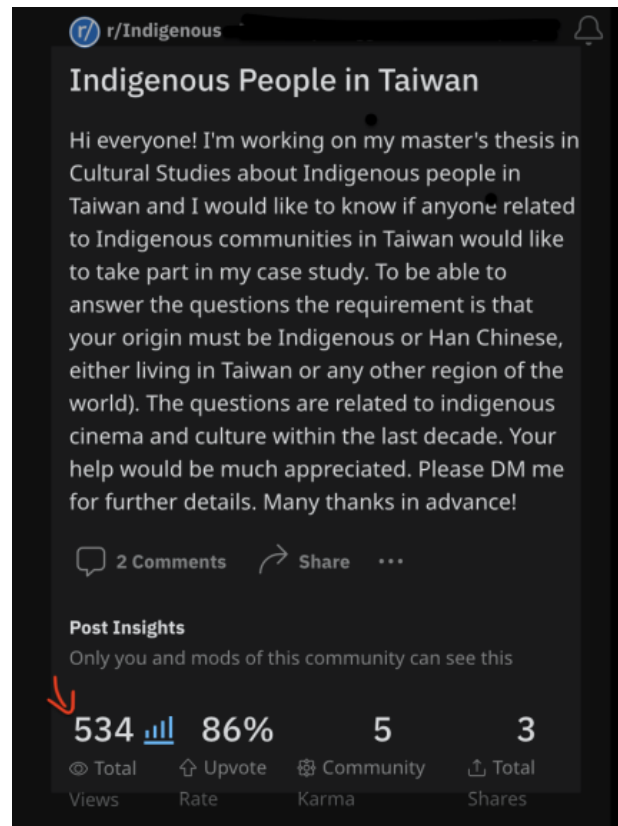 r/ r/Indigenous
Indigenous People in Taiwan
Hi everyone! I'm working on my master's thesis in
Cultural Studies about Indigenous people in
Taiwan and I would like to know if anyone related
to Indigenous communities in Taiwan would like
to take part in my case study. To be able to
answer the questions the requirement is that
your origin must be Indigenous or Han Chinese,
either living in Taiwan or any other region of the
world). The questions are related to indigenous
cinema and culture within the last decade. Your
help would be much appreciated. Please DM me
for further details. Many thanks in advance!
2 Comments Share ···
Post Insights
Only you and mods of this community can see this
534 86% 5 3
Total Upvote Community Total
Views Rate Karma Shares